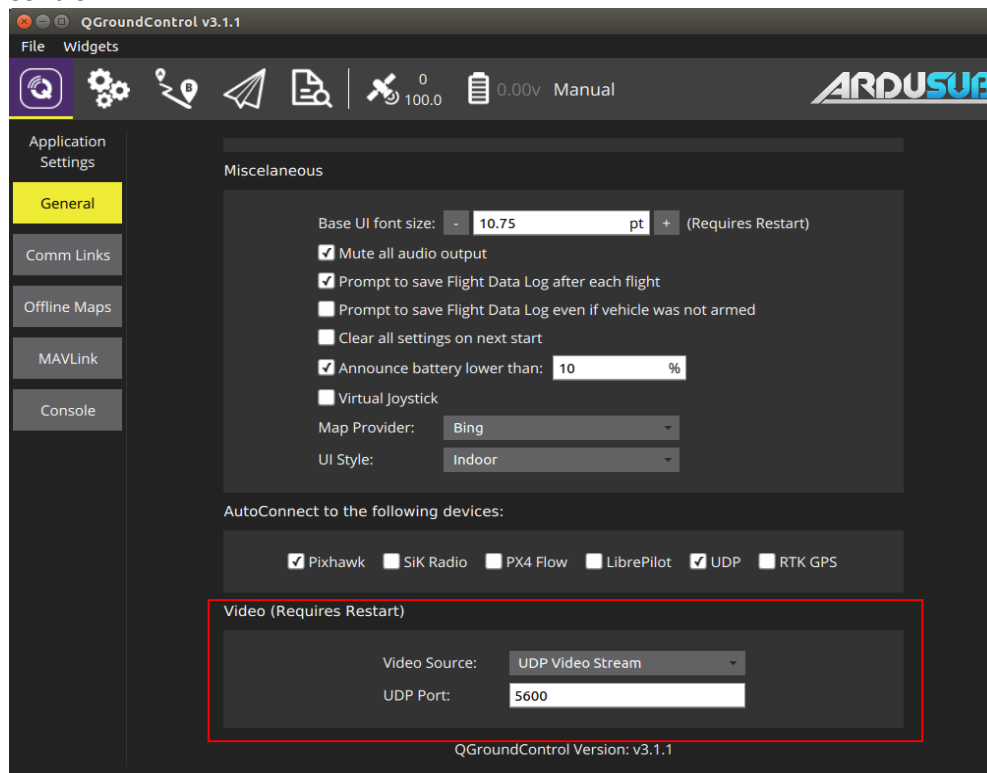 QGroundControl v3.1.1
File Widgets
0
100.0
0.00v Manual
ARDUSUB
Application
Settings
General
Comm Links
Offline Maps
MAVLink
Console
Miscellaneous
Base UI font size: - 10.75 pt + (Requires Restart)
Mute all audio output
Prompt to save Flight Data Log after each flight
Prompt to save Flight Data Log even if vehicle was not armed
Clear all settings on next start
Announce battery lower than: 10 %
Virtual Joystick
Map Provider: Bing
UI Style: Indoor
AutoConnect to the following devices:
Pixhawk SiK Radio PX4 Flow LibrePilot UDP RTK GPS
Video (Requires Restart)
Video Source: UDP Video Stream
UDP Port: 5600
QGroundControl Version: v3.1.1